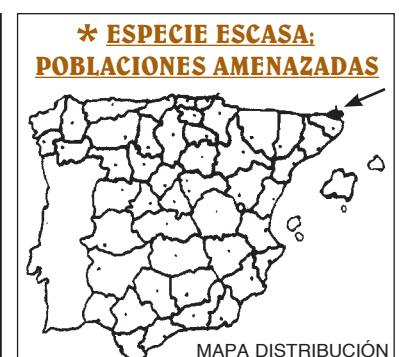 * ESPECIE ESCASA;
POBLACIONES AMENAZADAS
MAPA DISTRIBUCIÓN